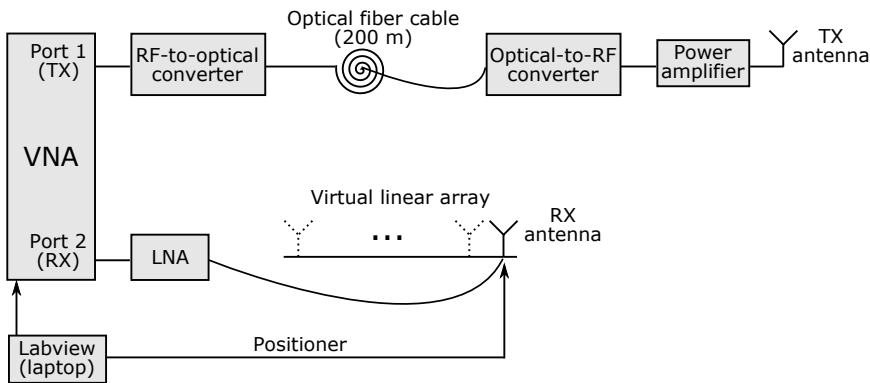 Port 1
(TX)
RF-to-optical
converter
Optical fiber cable
(200 m)
Optical-to-RF
converter
Power
amplifier
TX
antenna
VNA
Virtual linear array
...
RX
antenna
Port 2
(RX)
LNA
Labview
(laptop)
Positioner